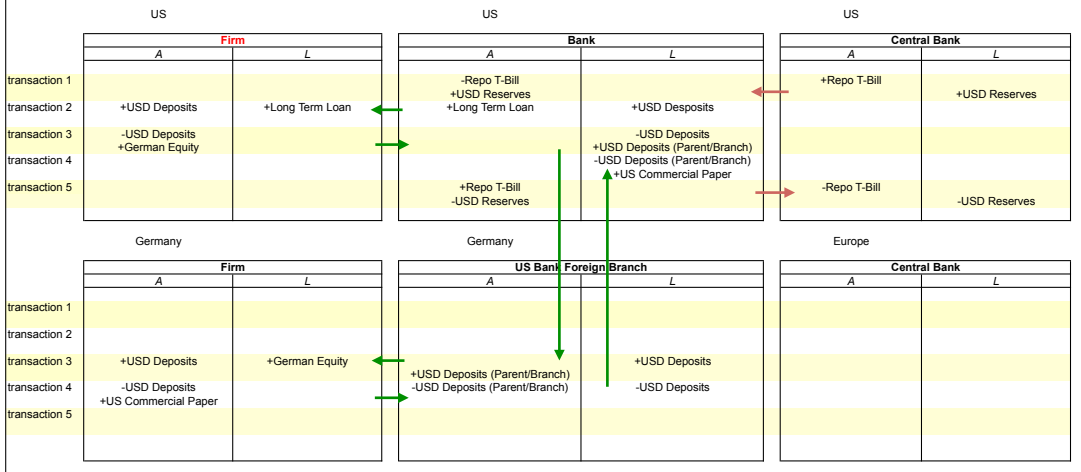 US US US
Firm Bank Central Bank
A L A L A L
transaction 1 -Repo T-Bill +Repo T-Bill
+USD Reserves +USD Reserves
transaction 2 +USD Deposits +Long Term Loan +Long Term Loan +USD Desposits
transaction 3 -USD Deposits -USD Deposits
+German Equity +USD Deposits (Parent/Branch)
transaction 4 -USD Deposits (Parent/Branch)
+US Commercial Paper
transaction 5 +Repo T-Bill -Repo T-Bill
-USD Reserves -USD Reserves
Germany Germany Europe
Firm US Bank Foreign Branch Central Bank
A L A L A L
transaction 1
transaction 2
transaction 3 +USD Deposits +German Equity +USD Deposits
+USD Deposits (Parent/Branch)
transaction 4 -USD Deposits -USD Deposits (Parent/Branch) -USD Deposits
+US Commercial Paper
transaction 5